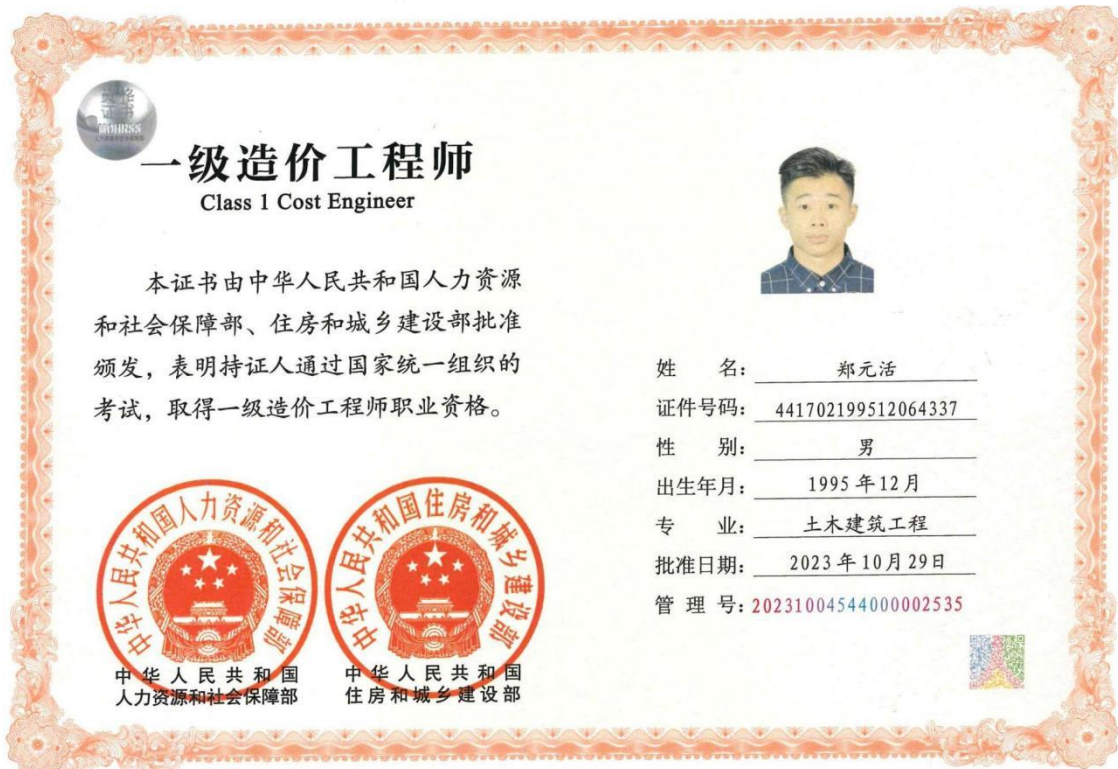 资格
证书
MOHRSS
一级造价工程师
Class 1 Cost Engineer
本证书由中华人民共和国人力资源
和社会保障部、住房和城乡建设部批准
颁发，表明持证人通过国家统一组织的
考试，取得一级造价工程师职业资格。
中华人民共和国人力资源和社会保障部
中华人民共和国住房和城乡建设部
中华人民共和国
人力资源和社会保障部
中华人民共和国
住房和城乡建设部
姓 名：郑元活
证件号码：441702199512064337
性 别：男
出生年月：1995年12月
专 业：土木建筑工程
批准日期：2023年10月29日
管 理 号：20231004544000002535